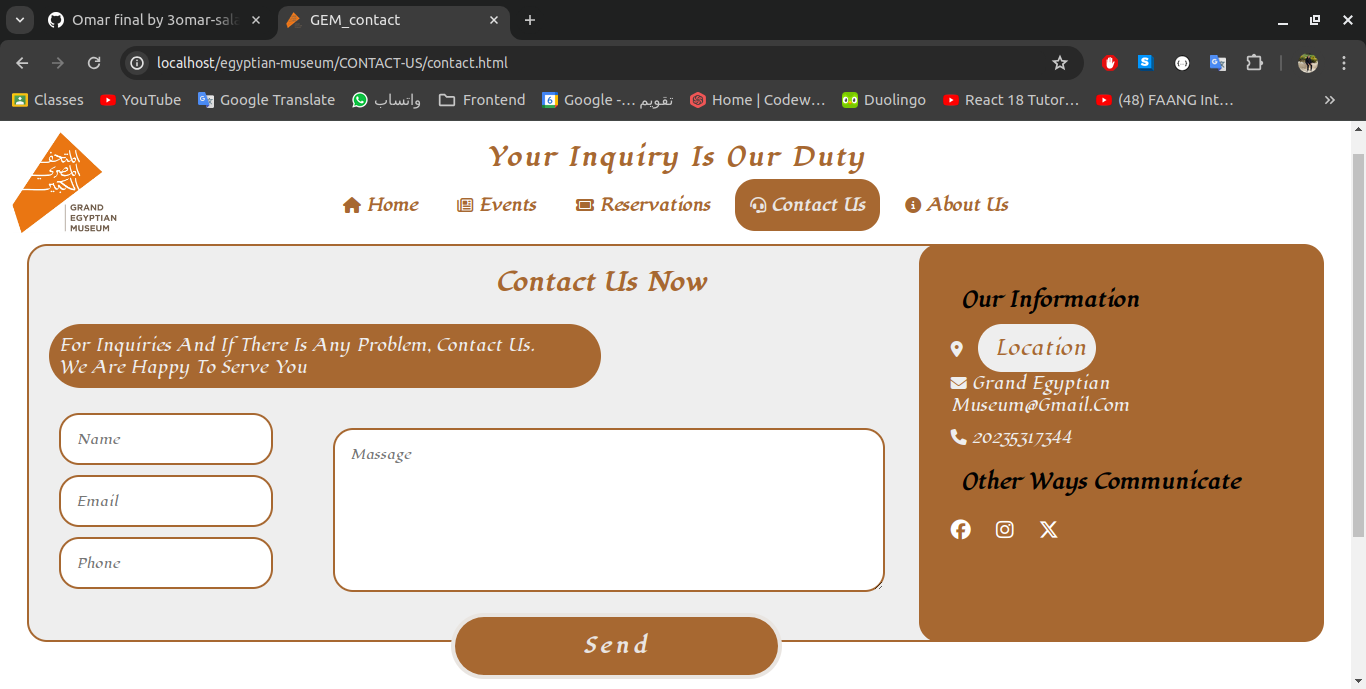 Omar final by 3omar-sala
GEM_contact
localhost/egyptian-museum/CONTACT-US/contact.html
Classes
YouTube
Google Translate
واتساب
Frontend
Google -... تقويم
Home | Codew...
Duolingo
React 18 Tutor...
(48) FAANG Int...
المتحف
المصري
الكبير
GRAND
EGYPTIAN
MUSEUM
Your Inquiry Is Our Duty
Home
Events
Reservations
Contact Us
About Us
Contact Us Now
For Inquiries And If There Is Any Problem, Contact Us.
We Are Happy To Serve You
Name
Email
Phone
Massage
Send
Our Information
Location
Grand Egyptian
Museum@Gmail.Com
20235317344
Other Ways Communicate